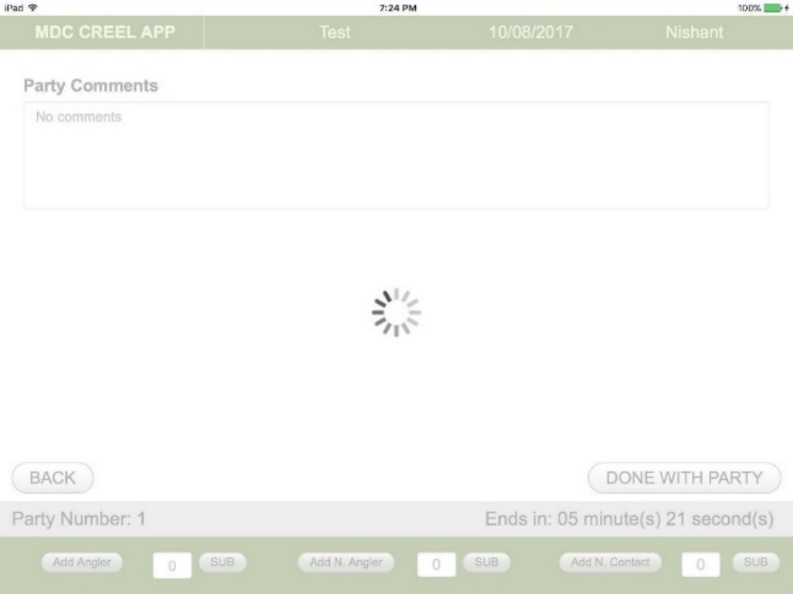 iPad 7:24 PM 100%
MDC CREEL APP Test 10/08/2017 Nishant
Party Comments
No comments
BACK DONE WITH PARTY
Party Number: 1 Ends in: 05 minute(s) 21 second(s)
Add Angler 0 SUB Add N. Angler 0 SUB Add N. Contact 0 SUB